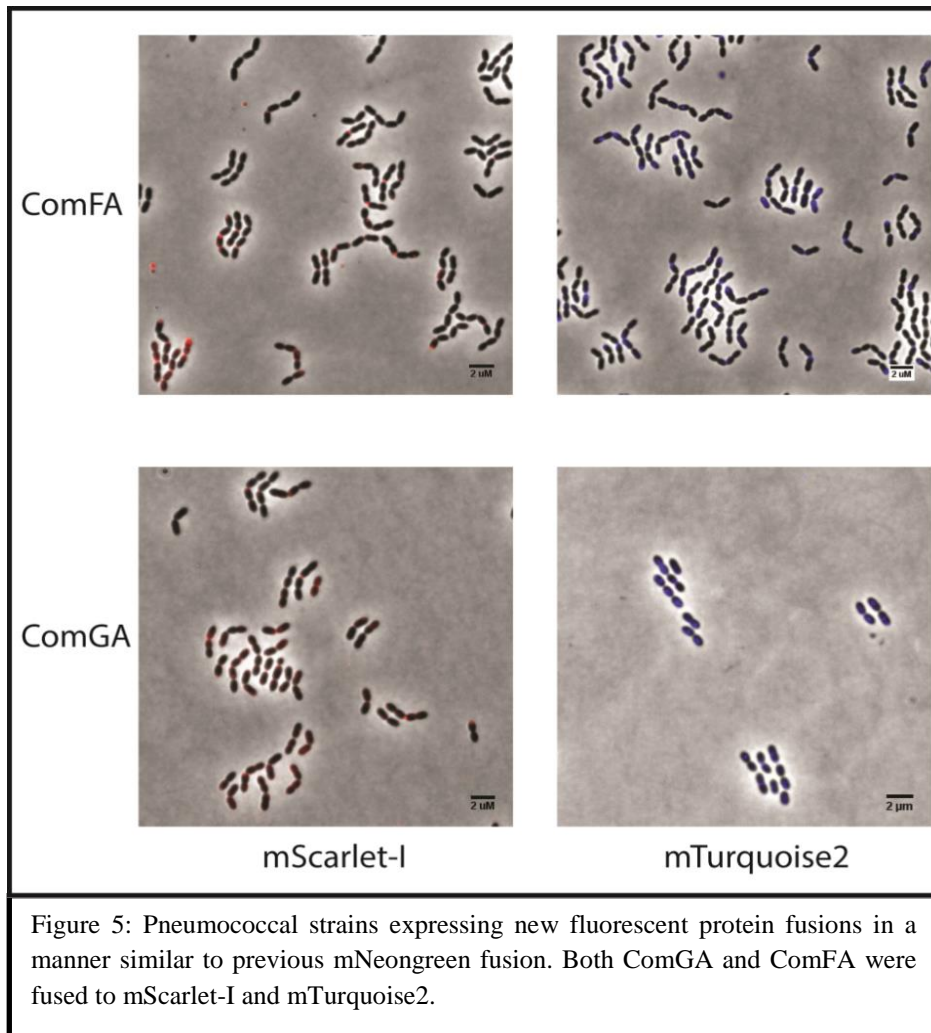 ComFA
2 uM
2 uM
ComGA
2 uM
2 µm
mScarlet-I
mTurquoise2
Figure 5: Pneumococcal strains expressing new fluorescent protein fusions in a
manner similar to previous mNeongreen fusion. Both ComGA and ComFA were
fused to mScarlet-I and mTurquoise2.